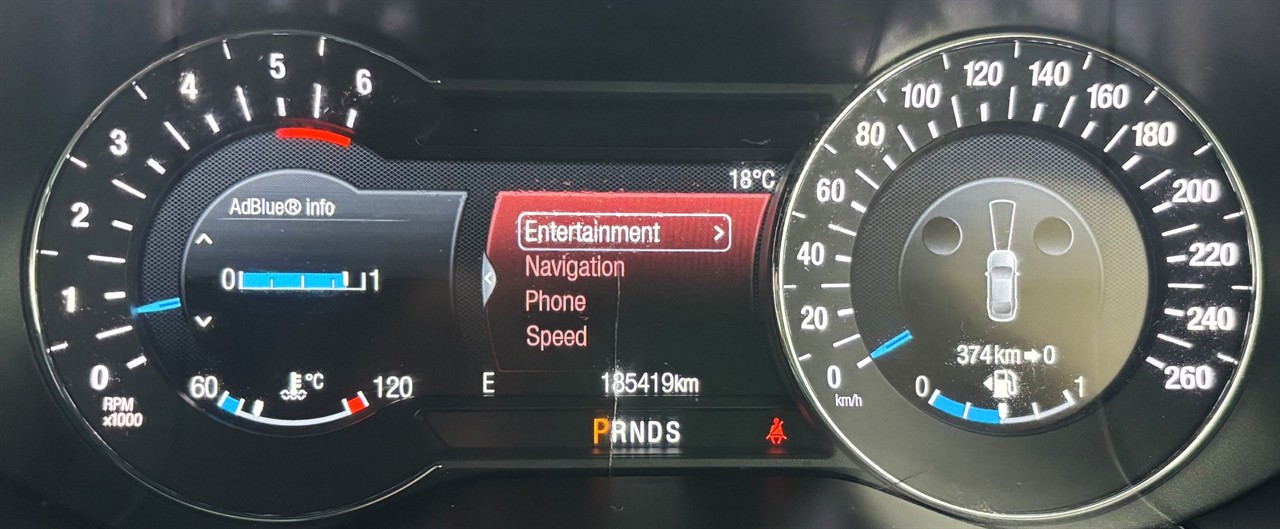 0
1
2
3
4
5
6
RPM
x1000
AdBlue® info
0 1
60 °C 120
18°C
Entertainment >
Navigation
Phone
Speed
E 185419km
PRNDS
0
20
40
60
80
100
120
140
160
180
200
220
240
260
km/h
374km➡0
0 1